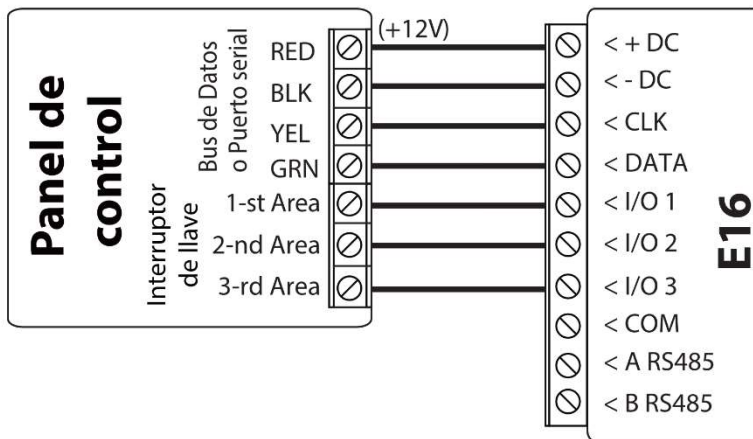 Panel de
control
Bus de Datos
o Puerto serial
Interruptor
de llave
RED
BLK
YEL
GRN
1-st Area
2-nd Area
3-rd Area
(+12V)
< + DC
< - DC
< CLK
< DATA
< I/O 1
< I/O 2
< I/O 3
< COM
< A RS485
< B RS485
E16